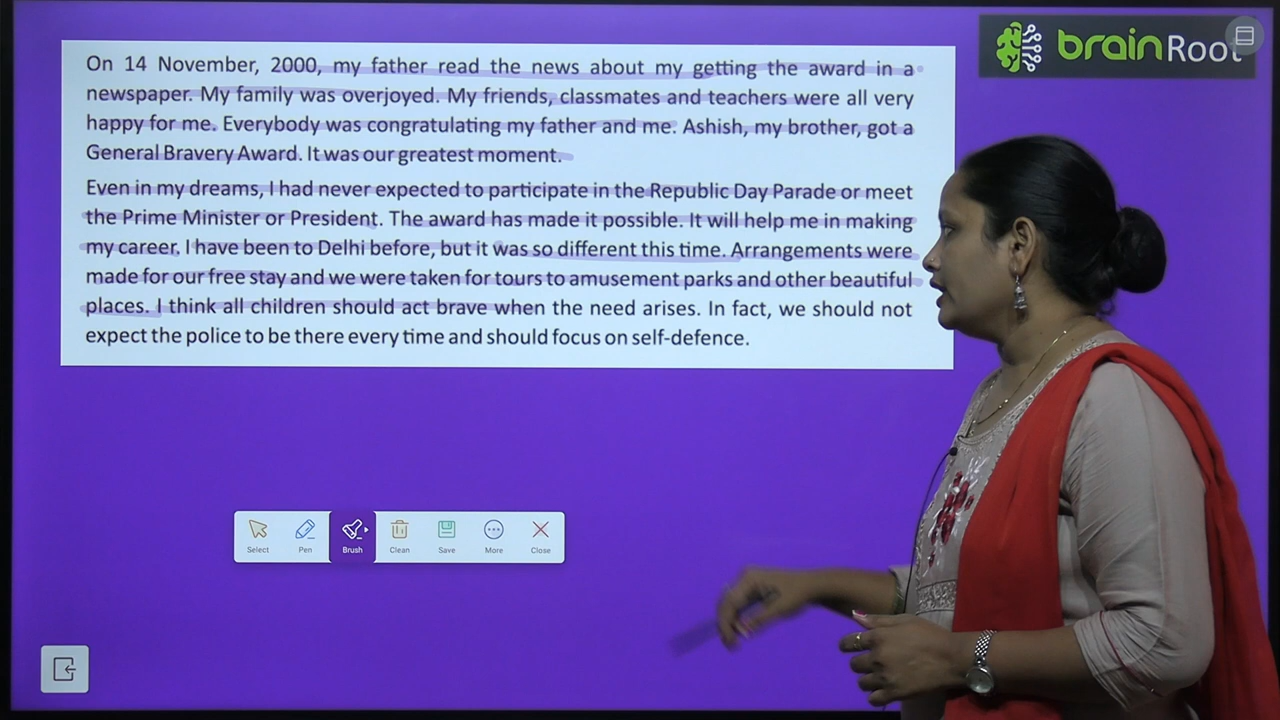 brainRoot
On 14 November, 2000, my father read the news about my getting the award in a
newspaper. My family was overjoyed. My friends, classmates and teachers were all very
happy for me. Everybody was congratulating my father and me. Ashish, my brother, got a
General Bravery Award. It was our greatest moment.
Even in my dreams, I had never expected to participate in the Republic Day Parade or meet
the Prime Minister or President. The award has made it possible. It will help me in making
my career. I have been to Delhi before, but it was so different this time. Arrangements were
made for our free stay and we were taken for tours to amusement parks and other beautiful
places. I think all children should act brave when the need arises. In fact, we should not
expect the police to be there every time and should focus on self-defence.
Select Pen Brush Clean Save More Close